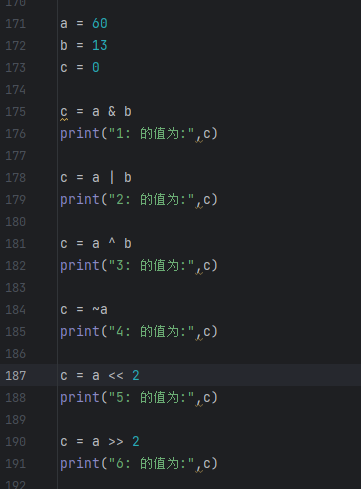 170
171 a = 60
172 b = 13
173 c = 0
174
175 c = a & b
176 print("1: 的值为:",c)
177
178 c = a | b
179 print("2: 的值为:",c)
180
181 c = a ^ b
182 print("3: 的值为:",c)
183
184 c = ~a
185 print("4: 的值为:",c)
186
187 c = a << 2
188 print("5: 的值为:",c)
189
190 c = a >> 2
191 print("6: 的值为:",c)
192